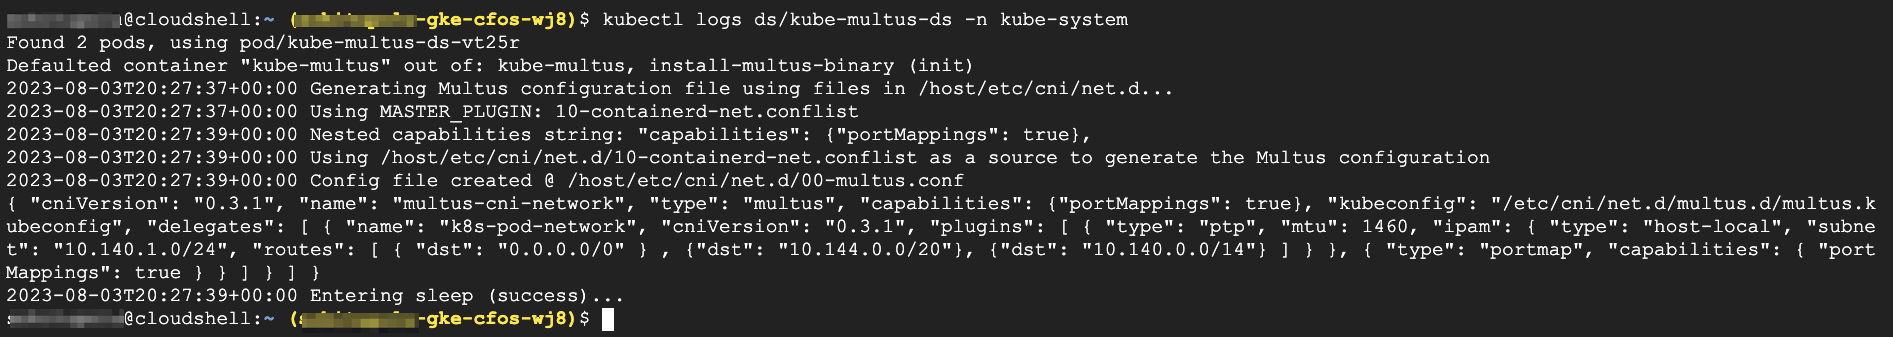 @cloudshell:~ (-gke-cfos-wj8)$ kubectl logs ds/kube-multus-ds -n kube-system
Found 2 pods, using pod/kube-multus-ds-vt25r
Defaulted container "kube-multus" out of: kube-multus, install-multus-binary (init)
2023-08-03T20:27:37+00:00 Generating Multus configuration file using files in /host/etc/cni/net.d...
2023-08-03T20:27:37+00:00 Using MASTER_PLUGIN: 10-containerd-net.conflist
2023-08-03T20:27:39+00:00 Nested capabilities string: "capabilities": {"portMappings": true},
2023-08-03T20:27:39+00:00 Using /host/etc/cni/net.d/10-containerd-net.conflist as a source to generate the Multus configuration
2023-08-03T20:27:39+00:00 Config file created @ /host/etc/cni/net.d/00-multus.conf
{ "cniVersion": "0.3.1", "name": "multus-cni-network", "type": "multus", "capabilities": {"portMappings": true}, "kubeconfig": "/etc/cni/net.d/multus.d/multus.k
ubeconfig", "delegates": [ { "name": "k8s-pod-network", "cniVersion": "0.3.1", "plugins": [ { "type": "ptp", "mtu": 1460, "ipam": { "type": "host-local", "subne
t": "10.140.1.0/24", "routes": [ { "dst": "0.0.0.0/0" } , {"dst": "10.144.0.0/20"}, {"dst": "10.140.0.0/14"} ] } }, { "type": "portmap", "capabilities": { "port
Mappings": true } } ] } ] }
2023-08-03T20:27:39+00:00 Entering sleep (success)...
@cloudshell:~ (-gke-cfos-wj8)$